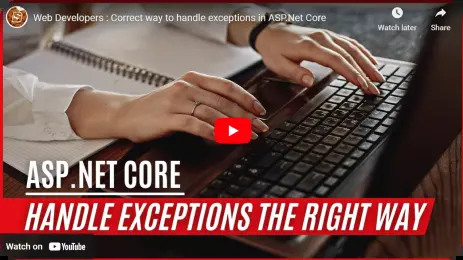 Web Developers : Correct way to handle exceptions in ASP.Net Core
Watch later
Share
ASP.NET CORE
HANDLE EXCEPTIONS THE RIGHT WAY
Watch on YouTube